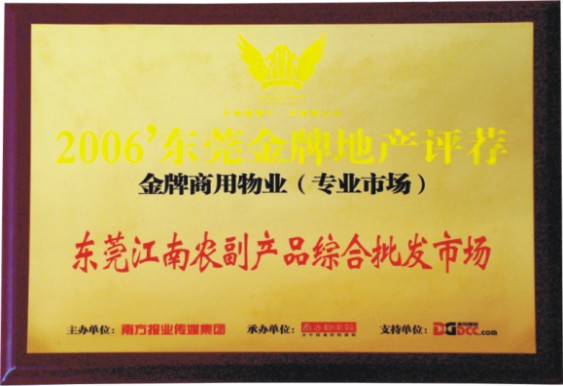 2006'东莞金牌地产评荐
金牌商用物业（专业市场）
东莞江南农副产品综合批发市场
主办单位：南方报业传媒集团 承办单位： 支持单位：DGDCC.com